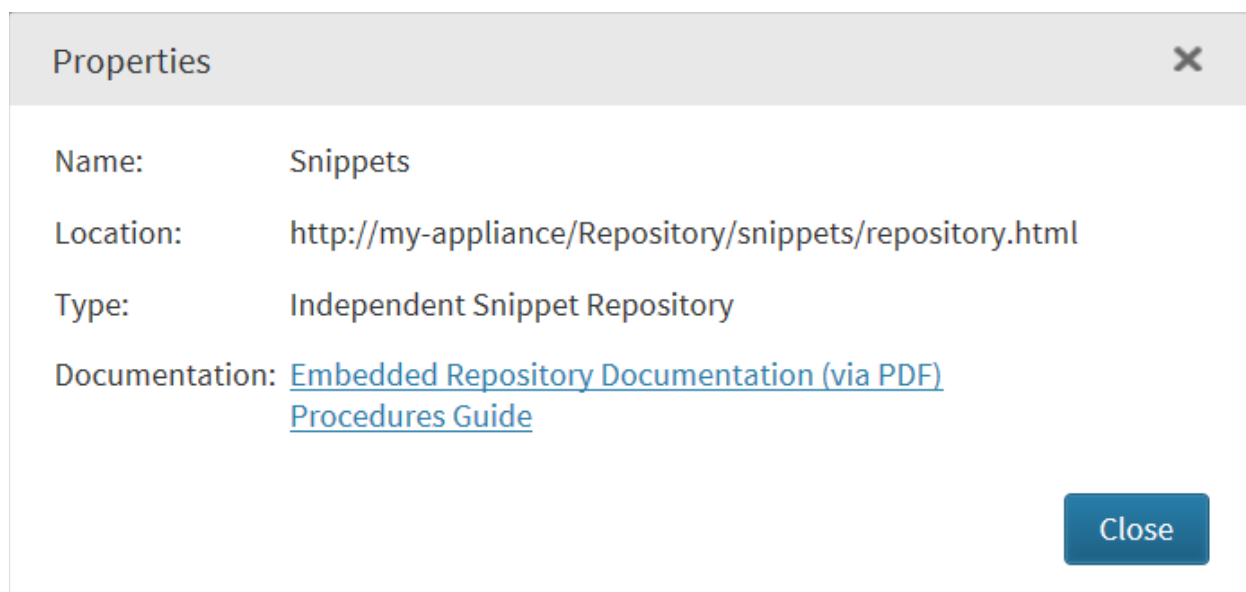 Properties
Name: Snippets
Location: http://my-appliance/Repository/snippets/repository.html
Type: Independent Snippet Repository
Documentation: Embedded Repository Documentation (via PDF)
Procedures Guide
Close